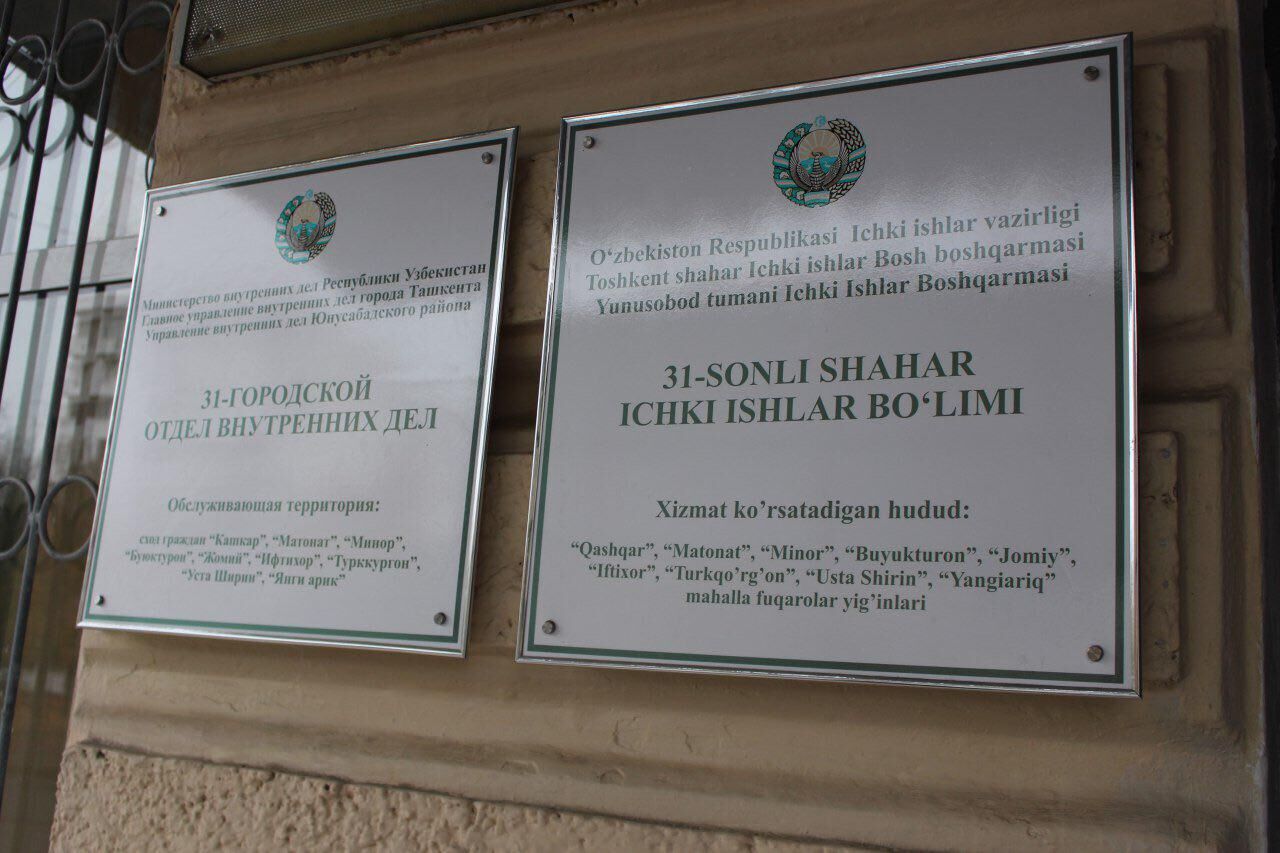 Министерство внутренних дел Республики Узбекистан
Главное управление внутренних дел города Ташкента
Управление внутренних дел Юнусабадского района
31-ГОРОДСКОЙ
ОТДЕЛ ВНУТРЕННИХ ДЕЛ
Обслуживающая территория:
сход граждан “Кашкар”, “Матонат”, “Минор”,
“Буюктурон”, “Жомий”, “Ифтихор”, “Турккургон”,
“Уста Ширин”, “Янги арик”
O‘zbekiston Respublikasi Ichki ishlar vazirligi
Toshkent shahar Ichki ishlar Bosh boshqarmasi
Yunusobod tumani Ichki Ishlar Boshqarmasi
31-SONLI SHAHAR
ICHKI ISHLAR BO‘LIMI
Xizmat ko’rsatadigan hudud:
“Qashqar”, “Matonat”, “Minor”, “Buyukturon”, “Jomiy”,
“Iftixor”, “Turkqo’rg’on”, “Usta Shirin”, “Yangiariq”
mahalla fuqarolar yig’inlari